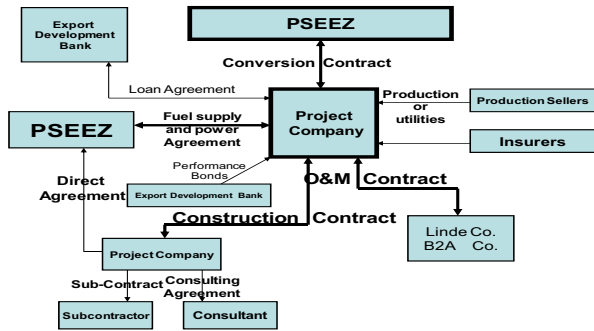 Export
Development
Bank
PSEEZ
Conversion Contract
Loan Agreement
Project
Company
Production
or
utilities
Production Sellers
Insurers
PSEEZ
Fuel supply
and power
Agreement
Performance
Bonds
Export Development Bank
Direct
Agreement
O&M Contract
Construction Contract
Linde Co.
B2A Co.
Project Company
Sub-Contract
Consulting
Agreement
Subcontractor
Consultant